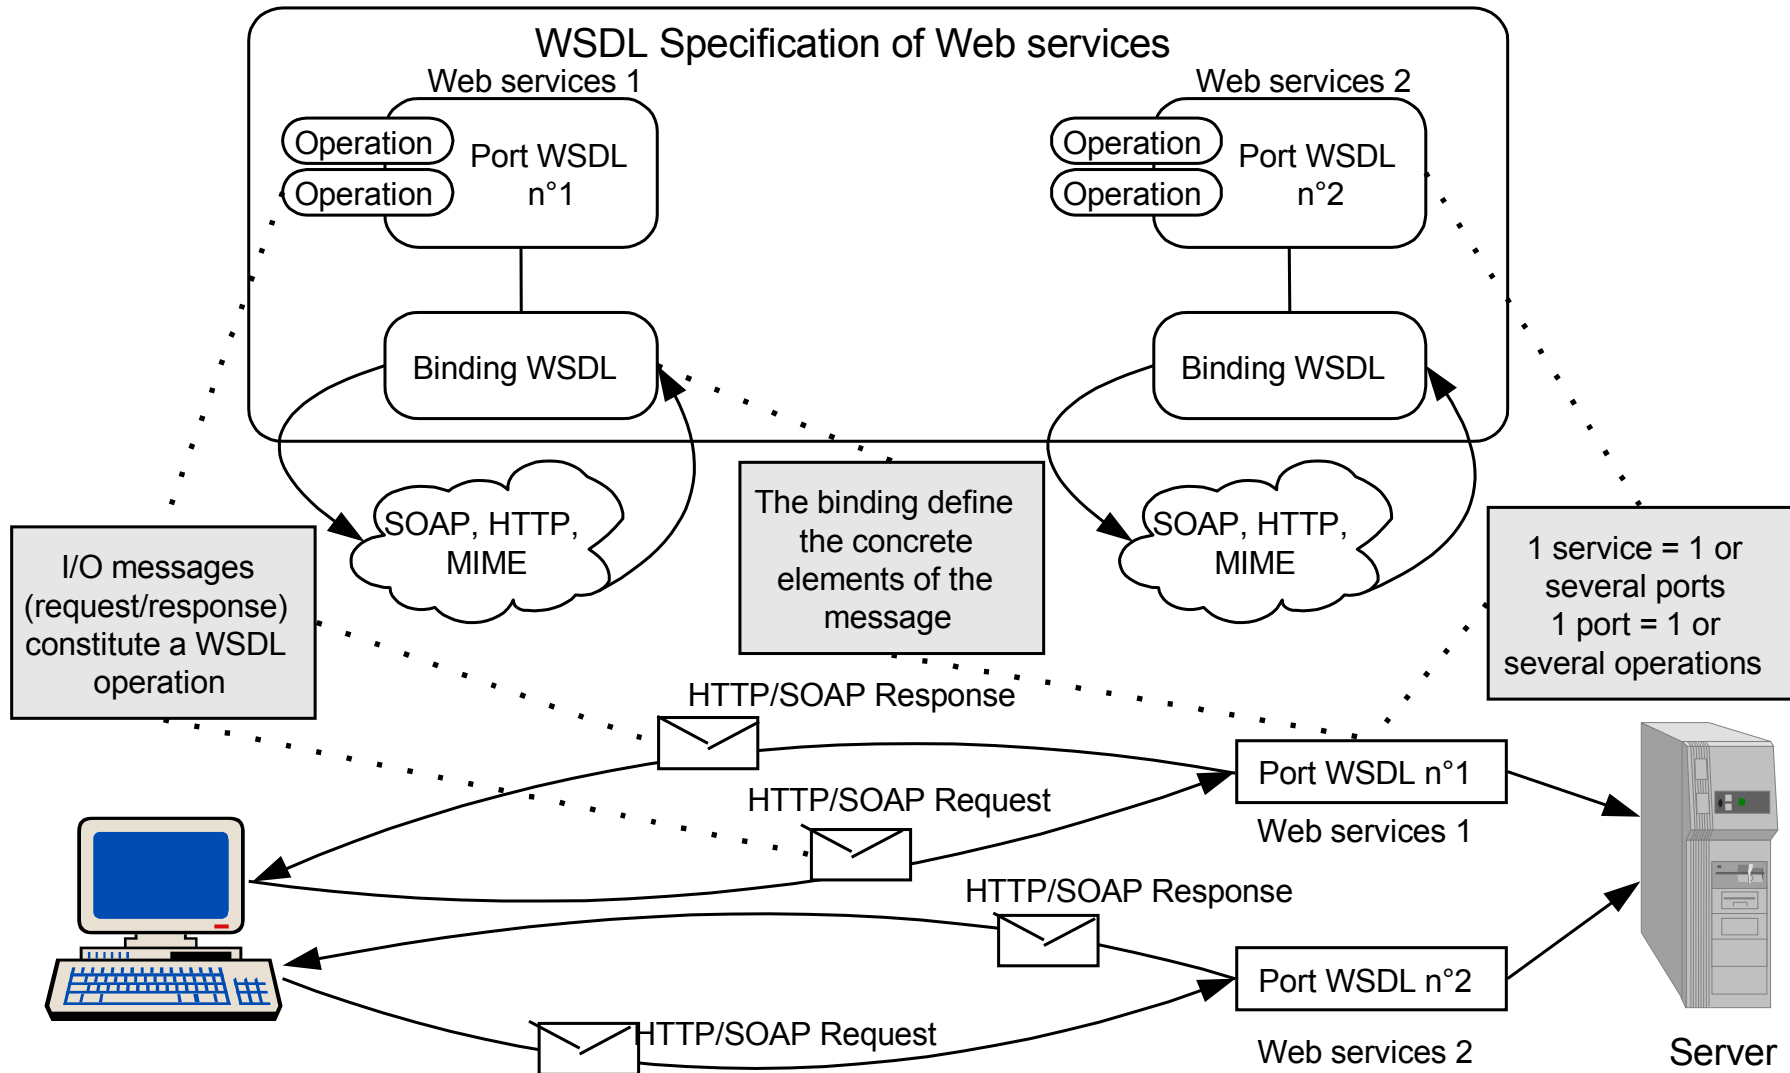 WSDL Specification of Web services
Web services 1
Operation
Operation
Port WSDL
n°1
Binding WSDL
SOAP, HTTP,
MIME
Web services 2
Operation
Operation
Port WSDL
n°2
Binding WSDL
SOAP, HTTP,
MIME
I/O messages
(request/response)
constitute a WSDL
operation
The binding define
the concrete
elements of the
message
1 service = 1 or
several ports
1 port = 1 or
several operations
HTTP/SOAP Response
HTTP/SOAP Request
Port WSDL n°1
Web services 1
HTTP/SOAP Response
HTTP/SOAP Request
Port WSDL n°2
Web services 2
Server